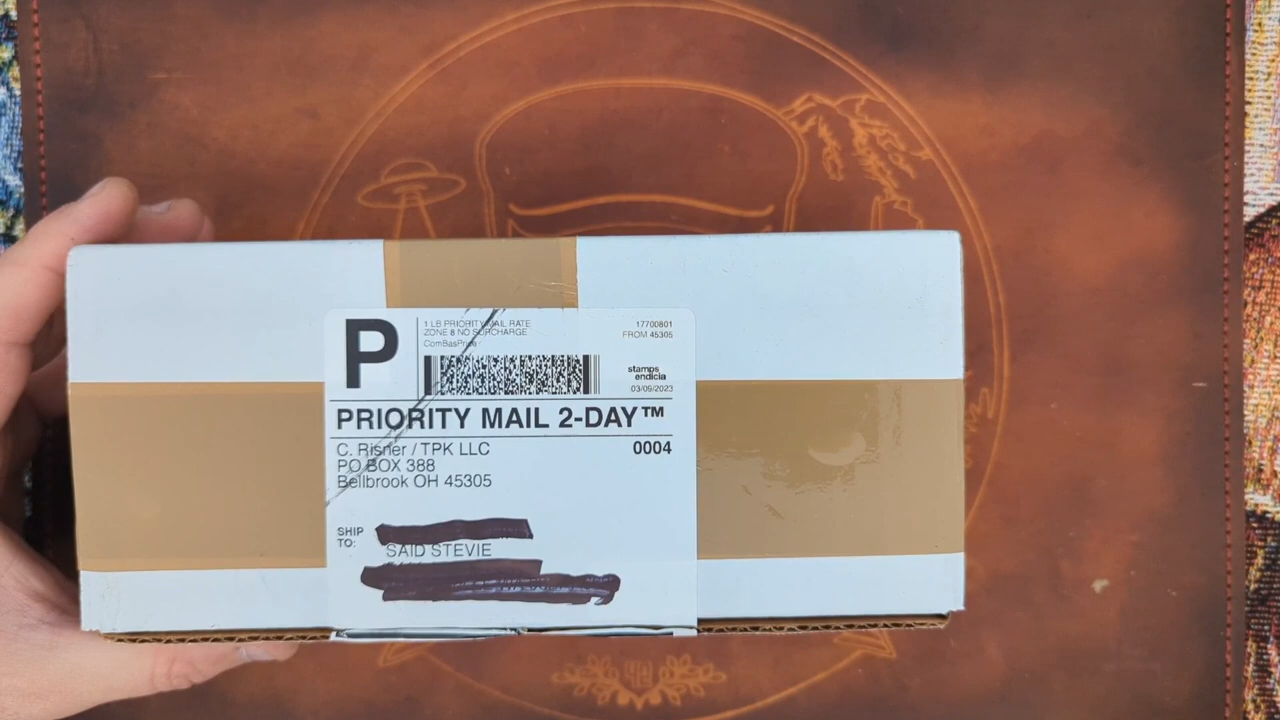 P
1 LB PRIORITY MAIL RATE
ZONE 8 NO SURCHARGE
ComBasPrice
17700801
FROM 45305
stamps
endicia
03/09/2023
PRIORITY MAIL 2-DAY™
C. Risner / TPK LLC
0004
PO BOX 388
Bellbrook OH 45305
SHIP
TO:
SAID STEVIE